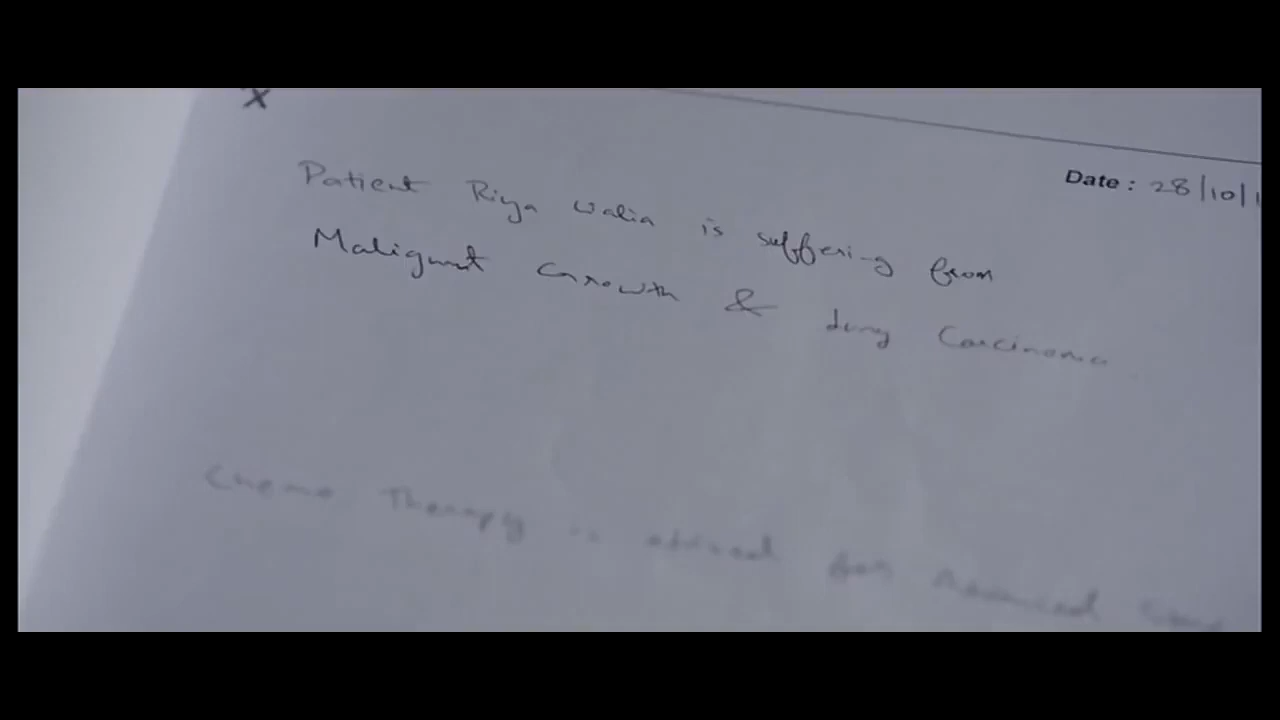 X
Date : 28/10/1
Patient Riya Walia is suffering from
Malignant Growth & lung Carcinoma.
Chemo Therapy is advised for Advanced